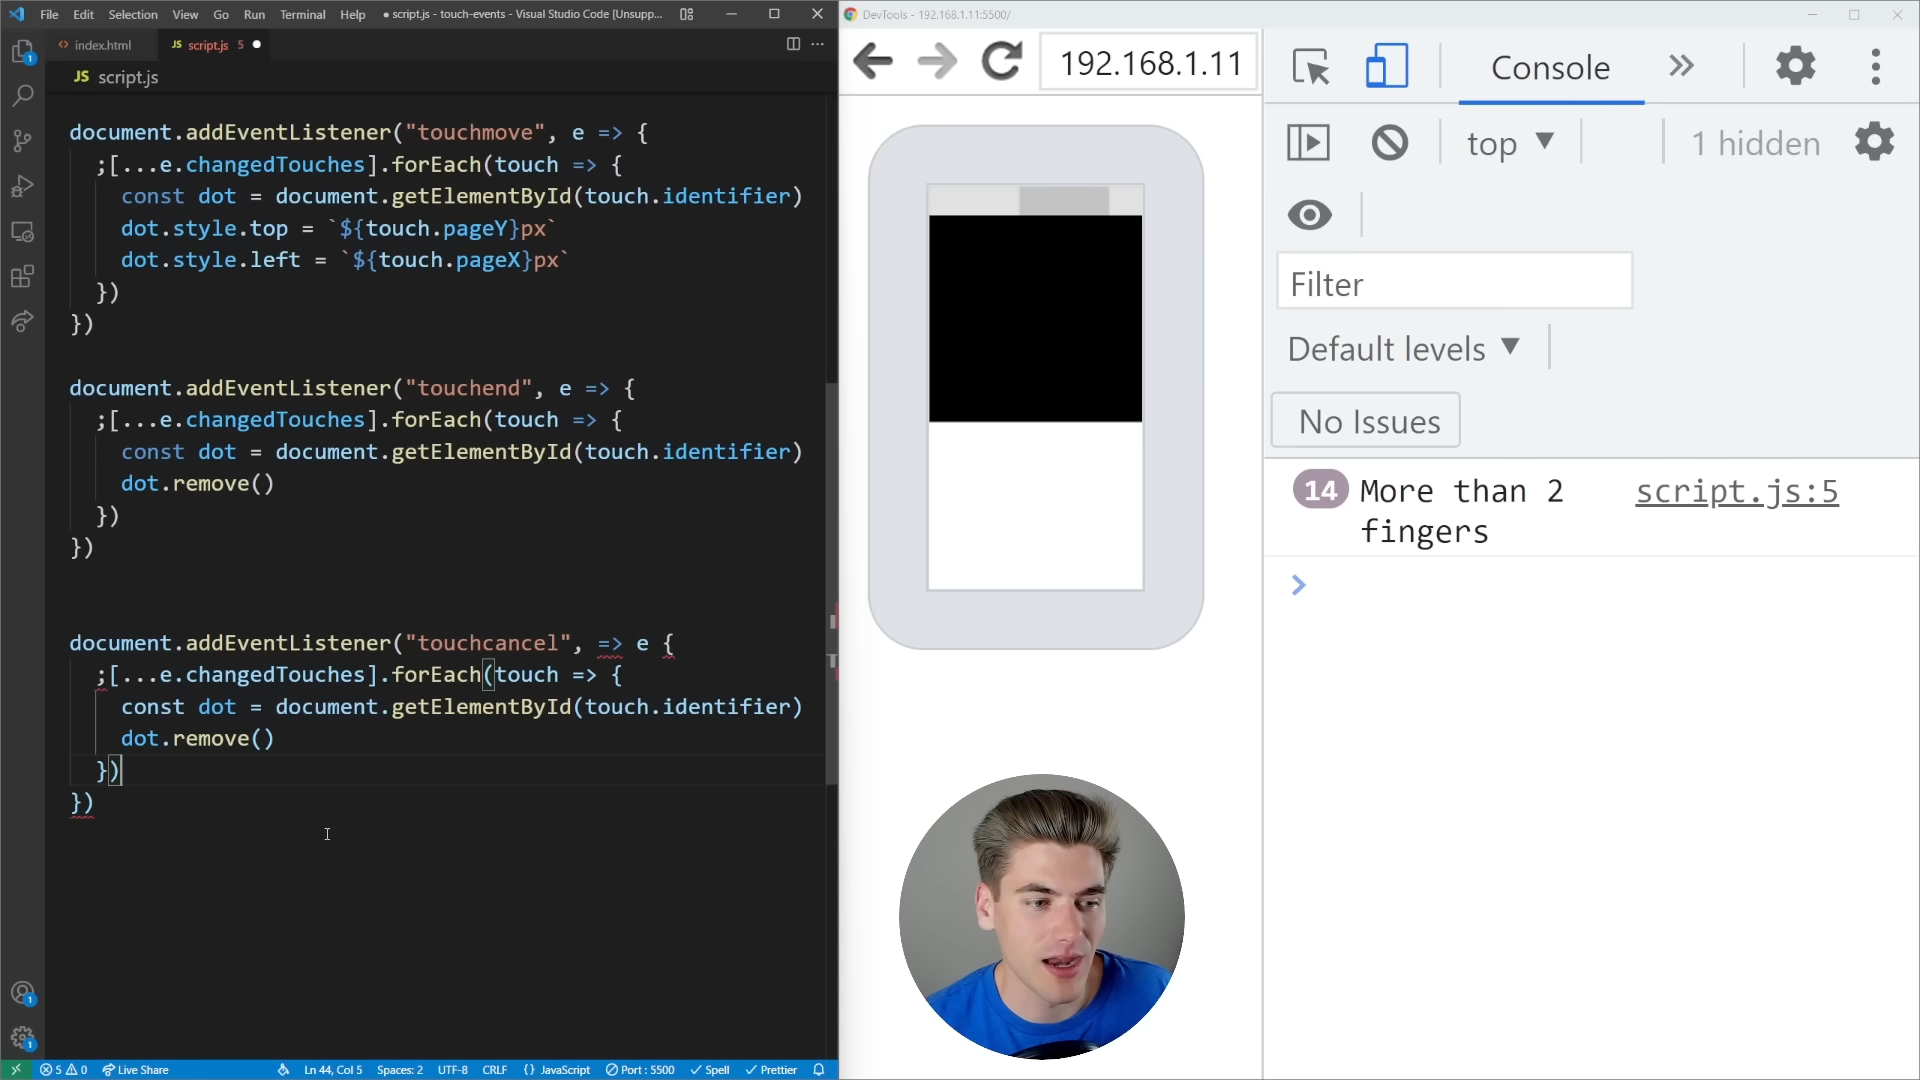 File Edit Selection View Go Run Terminal Help ● script.js - touch-events - Visual Studio Code [Unsupp...
index.html JS script.js 5
JS script.js
document.addEventListener("touchmove", e => {
;[...e.changedTouches].forEach(touch => {
const dot = document.getElementById(touch.identifier)
dot.style.top = `${touch.pageY}px`
dot.style.left = `${touch.pageX}px`
})
})
document.addEventListener("touchend", e => {
;[...e.changedTouches].forEach(touch => {
const dot = document.getElementById(touch.identifier)
dot.remove()
})
})
document.addEventListener("touchcancel", => e {
;[...e.changedTouches].forEach(touch => {
const dot = document.getElementById(touch.identifier)
dot.remove()
})
})
1
1
1
5 0 Live Share Ln 44, Col 5 Spaces: 2 UTF-8 CRLF {} JavaScript Port : 5500 Spell Prettier
DevTools - 192.168.1.11:5500/
192.168.1.11
Console
top 1 hidden
Filter
Default levels
No Issues
14 More than 2 script.js:5
fingers